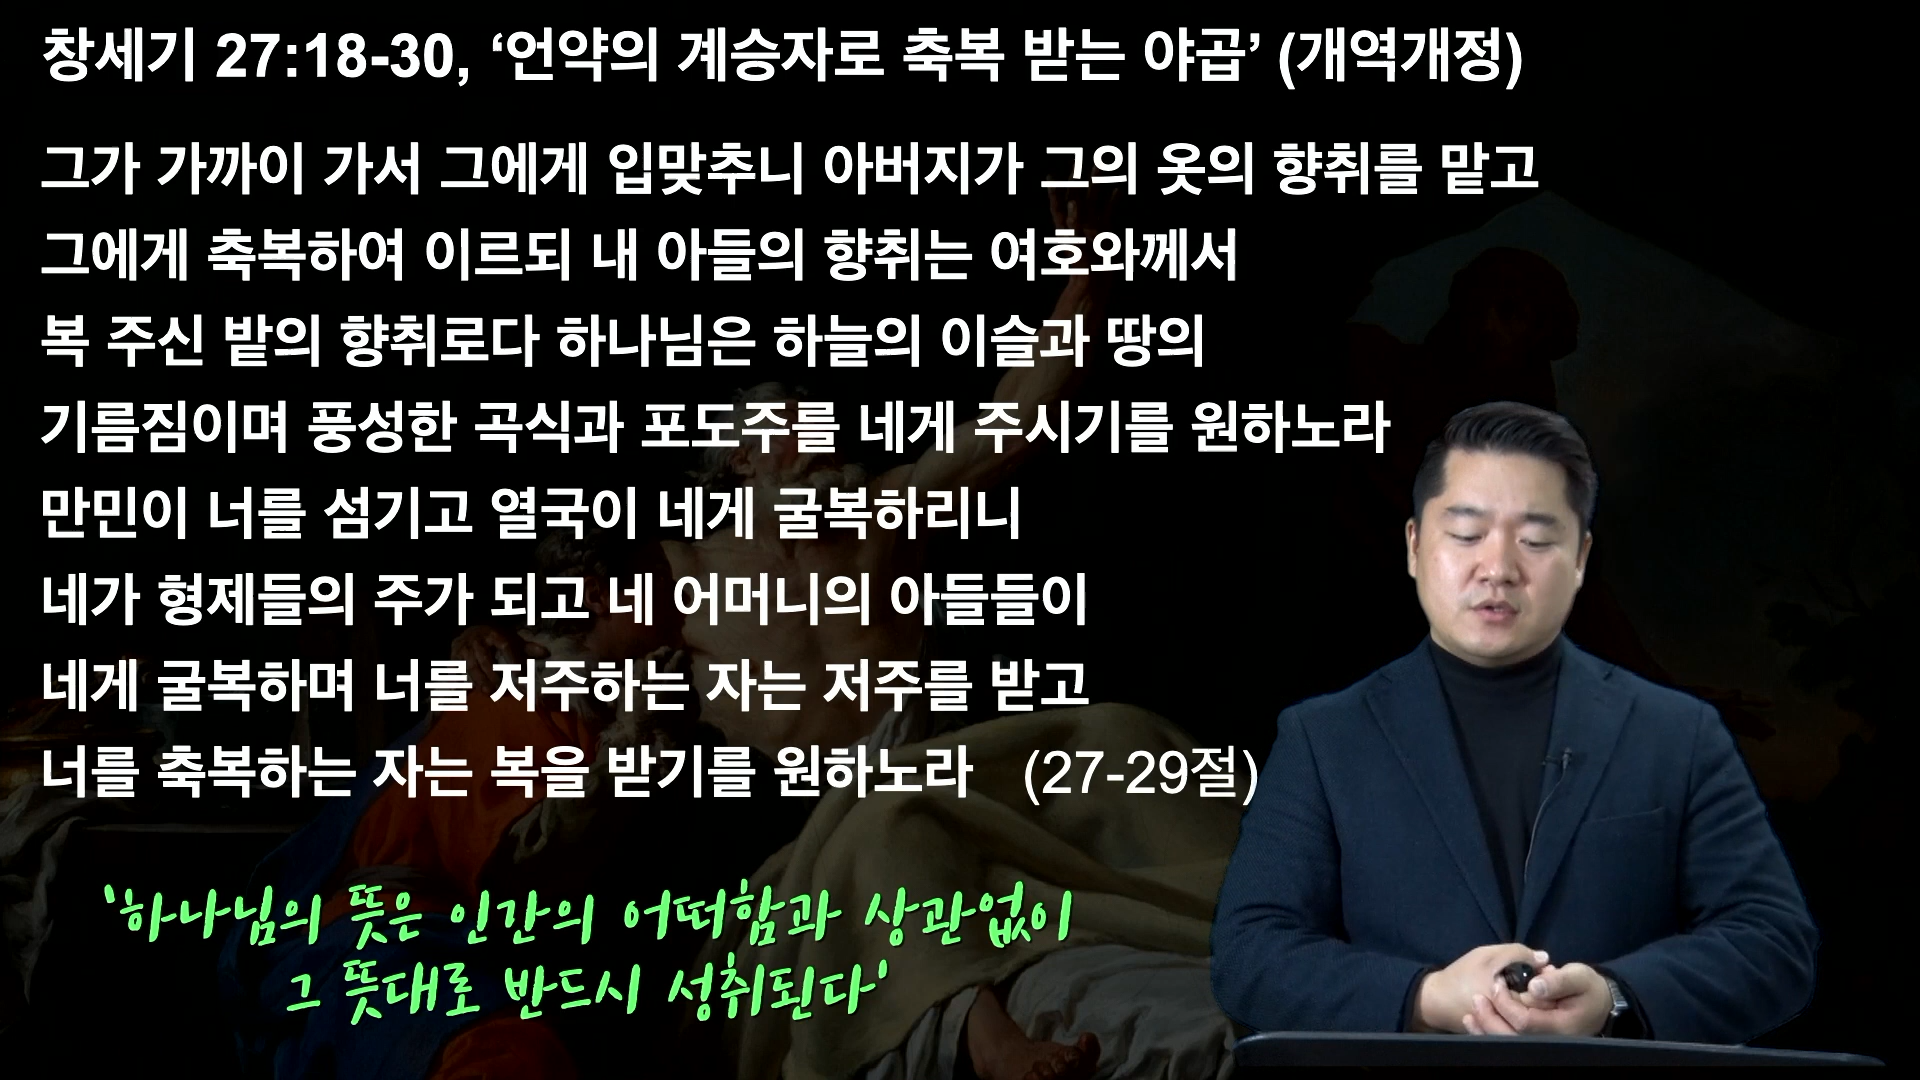 창세기 27:18-30, ‘언약의 계승자로 축복 받는 야곱’ (개역개정)
그가 가까이 가서 그에게 입맞추니 아버지가 그의 옷의 향취를 맡고
그에게 축복하여 이르되 내 아들의 향취는 여호와께서
복 주신 밭의 향취로다 하나님은 하늘의 이슬과 땅의
기름짐이며 풍성한 곡식과 포도주를 네게 주시기를 원하노라
만민이 너를 섬기고 열국이 네게 굴복하리니
네가 형제들의 주가 되고 네 어머니의 아들들이
네게 굴복하며 너를 저주하는 자는 저주를 받고
너를 축복하는 자는 복을 받기를 원하노라 (27-29절)
‘하나님의 뜻은 인간의 어떠함과 상관없이
그 뜻대로 반드시 성취된다’